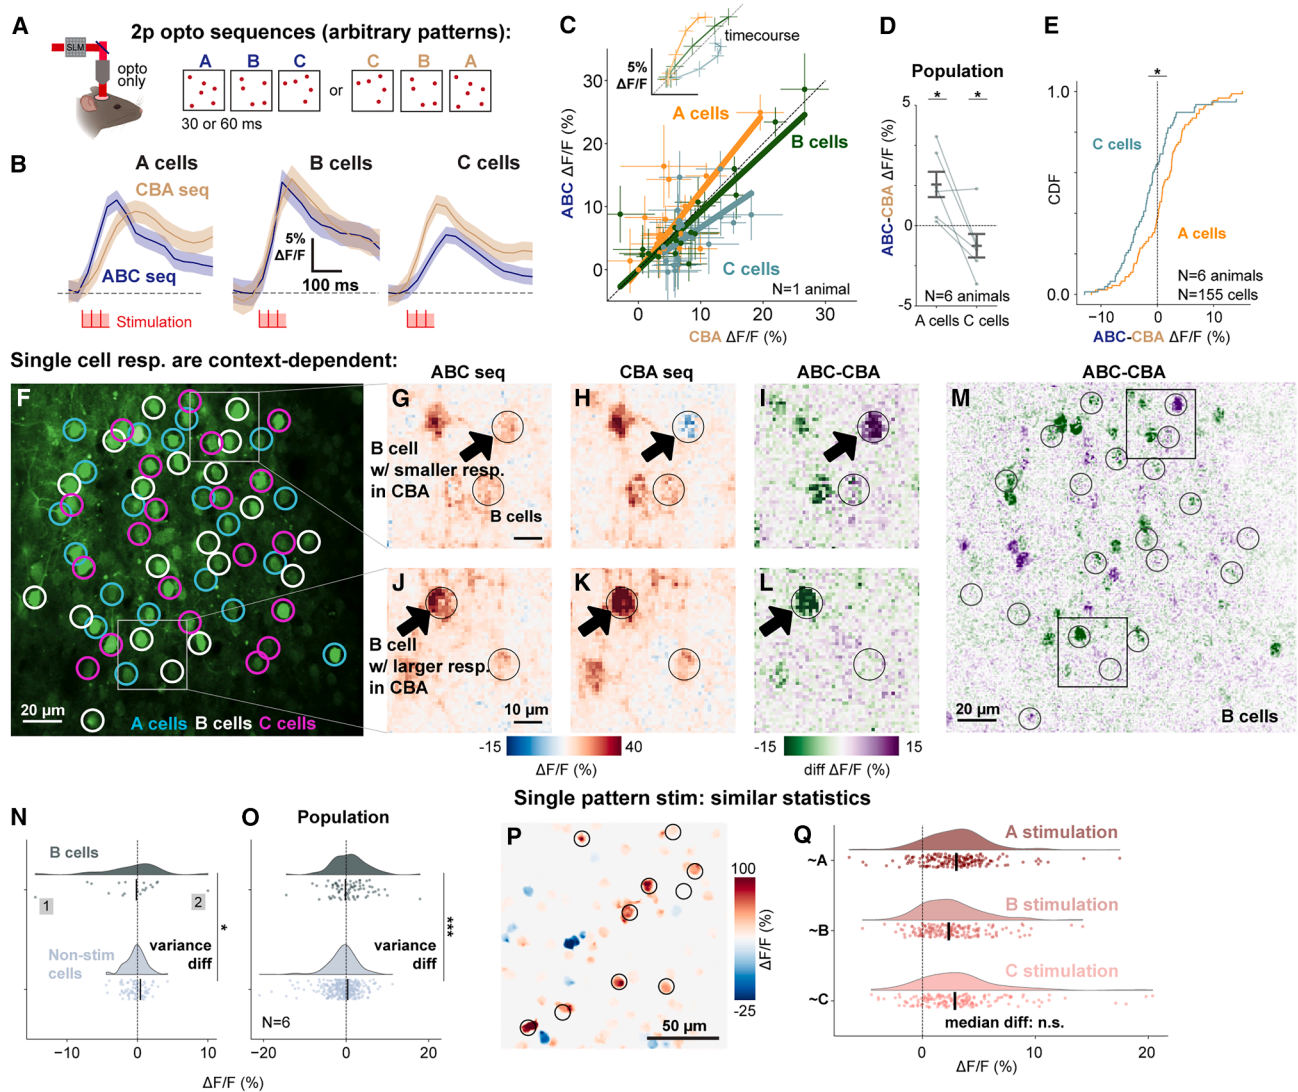 A
2p opto sequences (arbitrary patterns):
SLM
opto
only
A B C
or
C B A
30 or 60 ms
B
A cells
B cells
C cells
CBA seq
ABC seq
5%
ΔF/F
100 ms
Stimulation
C
timecourse
5%
ΔF/F
A cells
B cells
C cells
N=1 animal
ABC ΔF/F (%)
30
20
10
0
0 10 20 30
CBA ΔF/F (%)
D
Population
* *
5
0
-5
ABC-CBA ΔF/F (%)
N=6 animals
A cells C cells
E
*
1.0
0.0
CDF
C cells
A cells
N=6 animals
N=155 cells
−10 0 10
ABC-CBA ΔF/F (%)
Single cell resp. are context-dependent:
F
20 µm
A cells B cells C cells
ABC seq
CBA seq
ABC-CBA
G
B cell
w/ smaller resp.
in CBA
B cells
H
I
J
B cell
w/ larger resp.
in CBA
10 µm
K
L
-15 40
ΔF/F (%)
-15 15
diff ΔF/F (%)
ABC-CBA
M
20 µm
B cells
N
B cells
1
2
Non-stim
cells
variance
diff
*
−10 0 10
O
Population
variance
diff
***
N=6
−20 0 20
ΔF/F (%)
Single pattern stim: similar statistics
P
50 µm
100
-25
ΔF/F (%)
Q
A stimulation
~A
B stimulation
~B
C stimulation
~C
median diff: n.s.
0 10 20
ΔF/F (%)